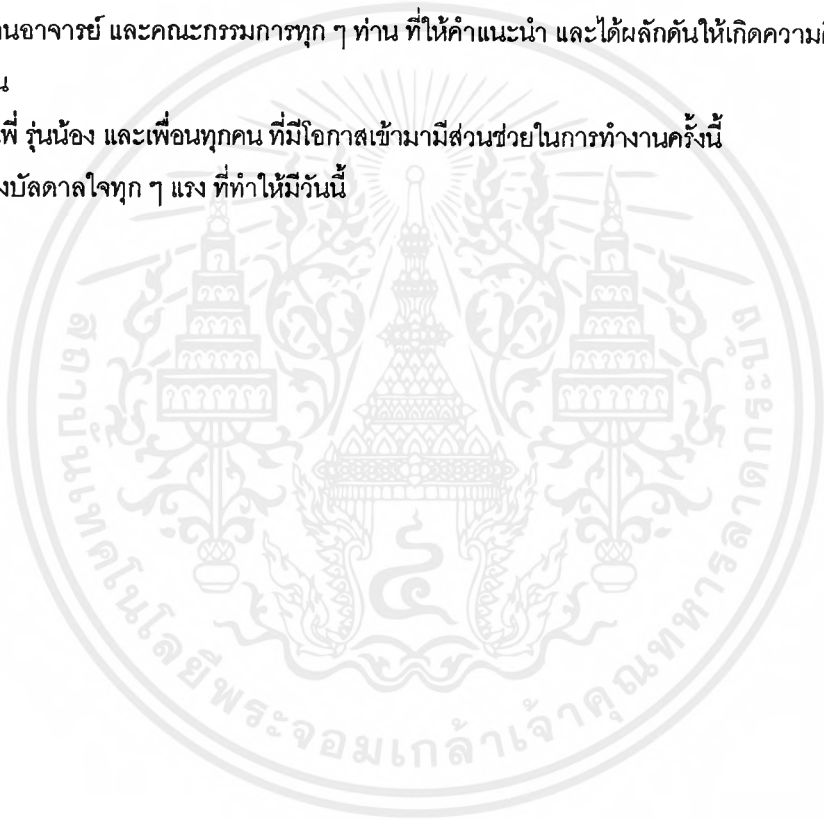 านอาจารย์ และคณะกรรมการทุก ๆ ท่าน ที่ให้คำแนะนำ และได้ผลักดันให้เกิดความคิ
น
พี่ รุ่นน้อง และเพื่อนทุกคน ที่มีโอกาสเข้ามามีส่วนช่วยในการทำงานครั้งนี้
งบัลดาลใจทุก ๆ แรง ที่ทำให้มีวันนี้
สถาบันเทคโนโลยีพระจอมเกล้าเจ้าคุณทหารลาดกระบัง
๔